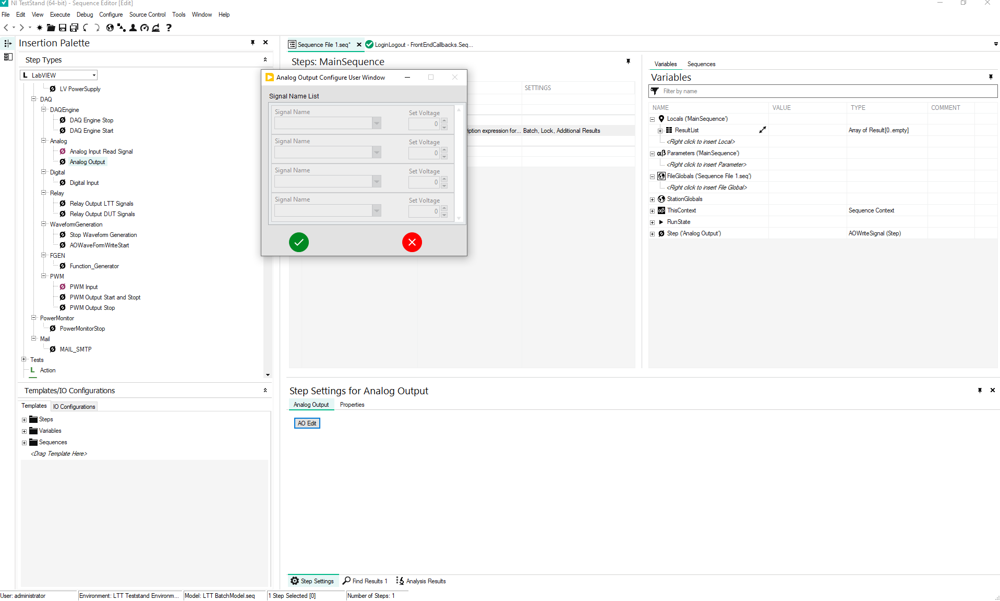 NI TestStand (64-bit) - Sequence Editor [Edit]
File Edit View Execute Debug Configure Source Control Tools Window Help
Insertion Palette
Step Types
L LabVIEW
LV PowerSupply
DAQ
DAQEngine
DAQ Engine Stop
DAQ Engine Start
Analog
Analog Input Read Signal
Analog Output
Digital
Digital Input
Relay
Relay Output LTT Signals
Relay Output DUT Signals
WaveformGeneration
Stop Waveform Generation
AOWaveFormWriteStart
FGEN
Function_Generator
PWM
PWM Input
PWM Output Start and Stopt
PWM Output Stop
PowerMonitor
PowerMonitorStop
Mail
MAIL_SMTP
Tests
L Action
Templates/IO Configurations
Templates IO Configurations
Steps
Variables
Sequences
<Drag Template Here>
Sequence File 1.seq* LoginLogout - FrontEndCallbacks.Seq...
Steps: MainSequence
SETTINGS
iption expression for... Batch, Lock, Additional Results
Analog Output Configure User Window
Signal Name List
Signal Name Set Voltage
0
Signal Name Set Voltage
0
Signal Name Set Voltage
0
Signal Name Set Voltage
0
Variables Sequences
Variables
Filter by name
NAME VALUE TYPE COMMENT
Locals ('MainSequence')
ResultList Array of Result[0..empty]
<Right click to insert Local>
αβ Parameters ('MainSequence')
<Right click to insert Parameter>
FileGlobals ('Sequence File 1.seq')
<Right click to insert File Global>
StationGlobals
αβ ThisContext Sequence Context
RunState
Step ('Analog Output') AOWriteSignal (Step)
Step Settings for Analog Output
Analog Output Properties
AO Edit
Step Settings Find Results 1 Analysis Results
User: administrator Environment: LTT Teststand Environm... Model: LTT BatchModel.seq 1 Step Selected [0] Number of Steps: 1